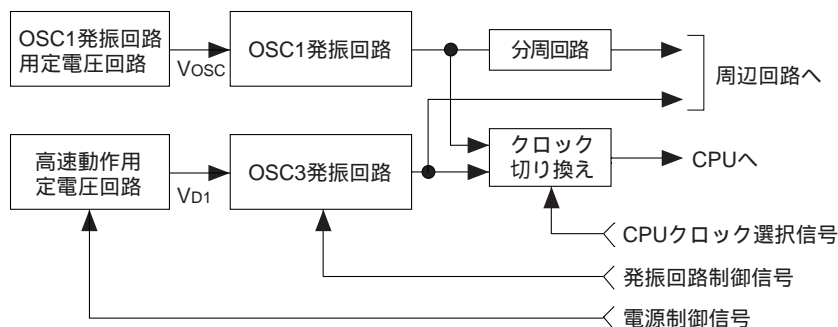 OSC1発振回路
用定電圧回路
VOSC
OSC1発振回路
分周回路
周辺回路へ
高速動作用
定電圧回路
VD1
OSC3発振回路
クロック
切り換え
CPUへ
CPUクロック選択信号
発振回路制御信号
電源制御信号